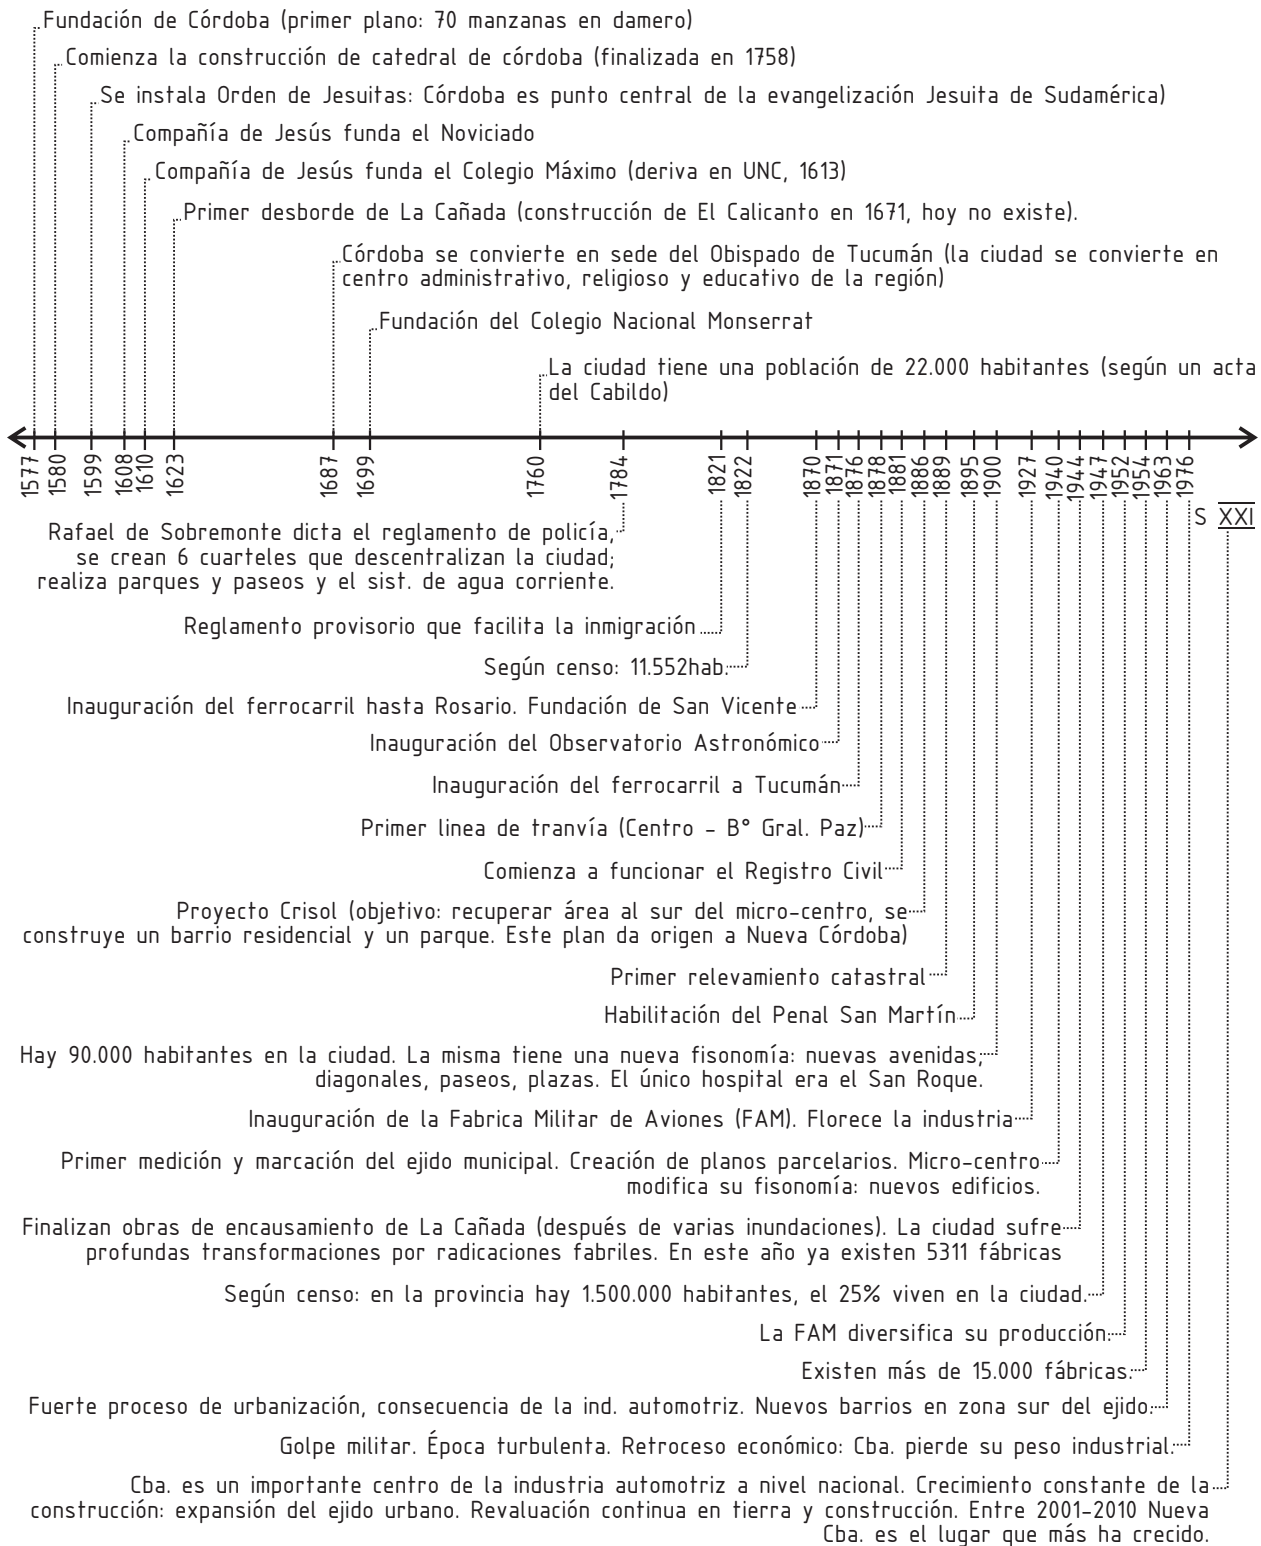 Fundación de Córdoba (primer plano: 70 manzanas en damero)
Comienza la construcción de catedral de córdoba (finalizada en 1758)
Se instala Orden de Jesuitas: Córdoba es punto central de la evangelización Jesuita de Sudamérica)
Compañía de Jesús funda el Noviciado
Compañía de Jesús funda el Colegio Máximo (deriva en UNC, 1613)
Primer desborde de La Cañada (construcción de El Calicanto en 1671, hoy no existe).
Córdoba se convierte en sede del Obispado de Tucumán (la ciudad se convierte en
centro administrativo, religioso y educativo de la región)
Fundación del Colegio Nacional Monserrat
La ciudad tiene una población de 22.000 habitantes (según un acta
del Cabildo)
1577
1580
1599
1608
1610
1623
1687
1699
1760
1784
1821
1822
1870
1871
1876
1878
1881
1886
1889
1895
1900
1927
1940
1944
1947
1952
1954
1963
1976
S XXI
Rafael de Sobremonte dicta el reglamento de policía,
se crean 6 cuarteles que descentralizan la ciudad;
realiza parques y paseos y el sist. de agua corriente.
Reglamento provisorio que facilita la inmigración
Según censo: 11.552hab.
Inauguración del ferrocarril hasta Rosario. Fundación de San Vicente
Inauguración del Observatorio Astronómico
Inauguración del ferrocarril a Tucumán
Primer linea de tranvía (Centro - B° Gral. Paz)
Comienza a funcionar el Registro Civil
Proyecto Crisol (objetivo: recuperar área al sur del micro-centro, se
construye un barrio residencial y un parque. Este plan da origen a Nueva Córdoba)
Primer relevamiento catastral
Habilitación del Penal San Martín
Hay 90.000 habitantes en la ciudad. La misma tiene una nueva fisonomía: nuevas avenidas,
diagonales, paseos, plazas. El único hospital era el San Roque.
Inauguración de la Fabrica Militar de Aviones (FAM). Florece la industria
Primer medición y marcación del ejido municipal. Creación de planos parcelarios. Micro-centro
modifica su fisonomía: nuevos edificios.
Finalizan obras de encausamiento de La Cañada (después de varias inundaciones). La ciudad sufre
profundas transformaciones por radicaciones fabriles. En este año ya existen 5311 fábricas
Según censo: en la provincia hay 1.500.000 habitantes, el 25% viven en la ciudad.
La FAM diversifica su producción.
Existen más de 15.000 fábricas.
Fuerte proceso de urbanización, consecuencia de la ind. automotriz. Nuevos barrios en zona sur del ejido.
Golpe militar. Época turbulenta. Retroceso económico: Cba. pierde su peso industrial.
Cba. es un importante centro de la industria automotriz a nivel nacional. Crecimiento constante de la
construcción: expansión del ejido urbano. Revaluación continua en tierra y construcción. Entre 2001-2010 Nueva
Cba. es el lugar que más ha crecido.